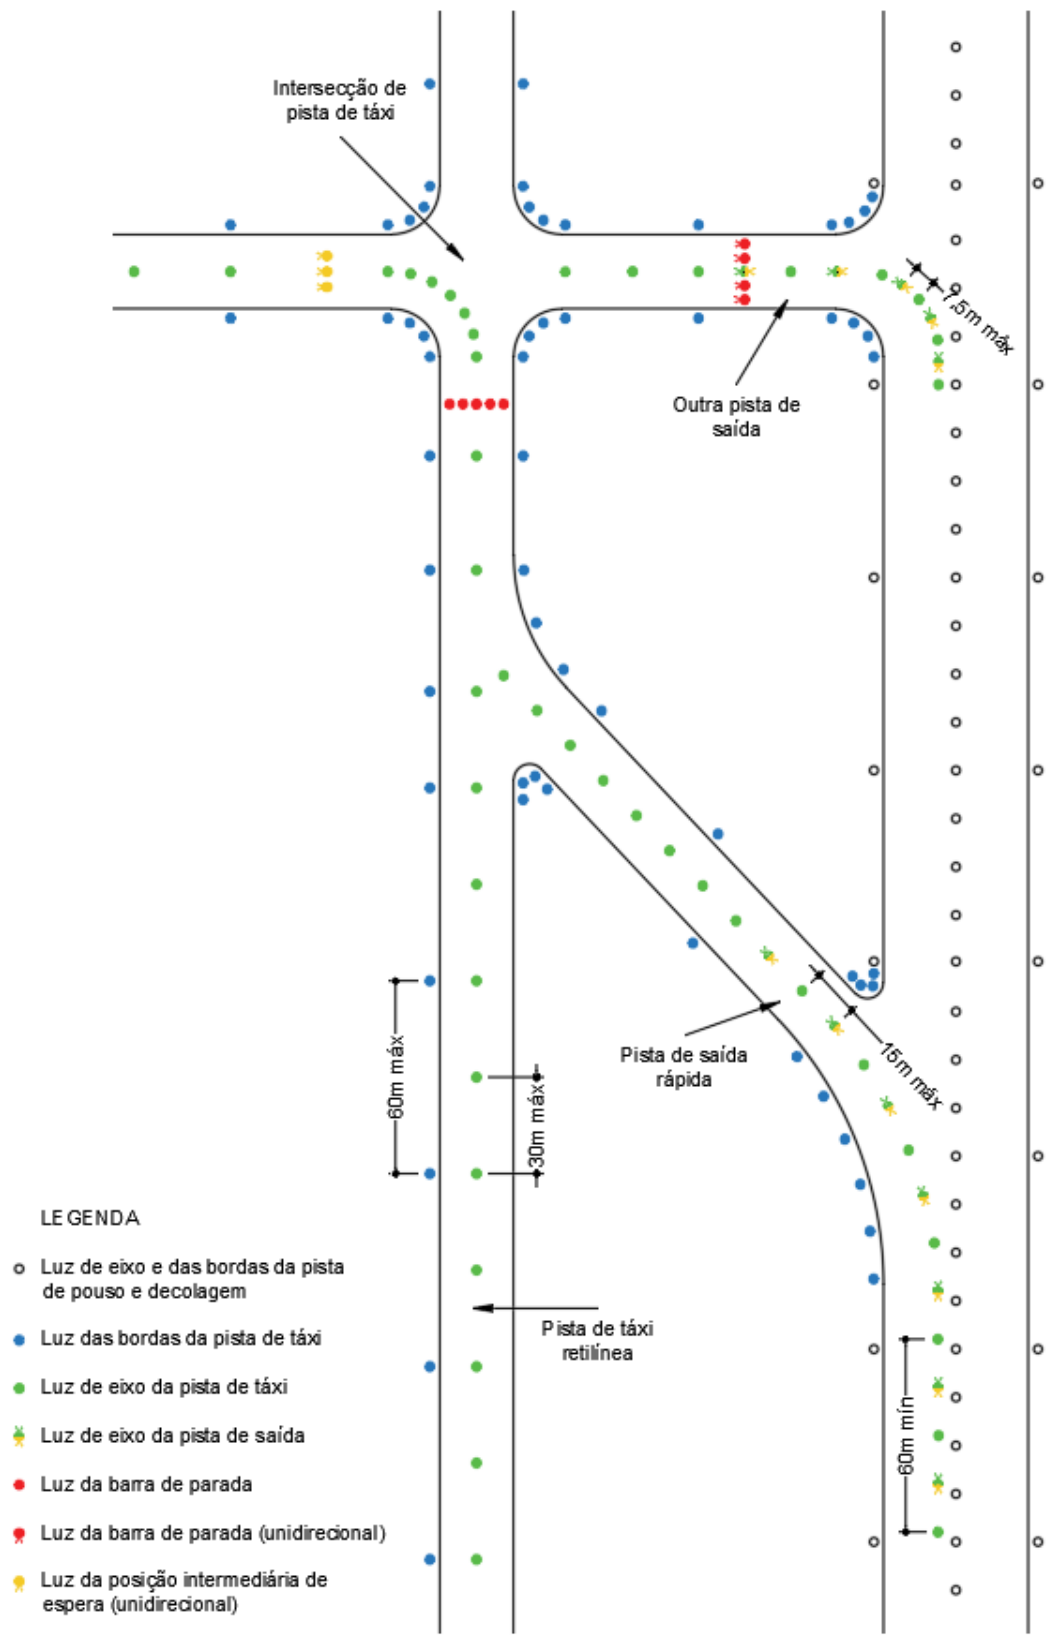 Intersecção de
pista de táxi
7,5m máx
Outra pista de
saída
Pista de saída
rápida
15m máx
60m máx
30m máx
Pista de táxi
retilínea
60m mín
LEGENDA
Luz de eixo e das bordas da pista
de pouso e decolagem
Luz das bordas da pista de táxi
Luz de eixo da pista de táxi
Luz de eixo da pista de saída
Luz da barra de parada
Luz da barra de parada (unidirecional)
Luz da posição intermediária de
espera (unidirecional)